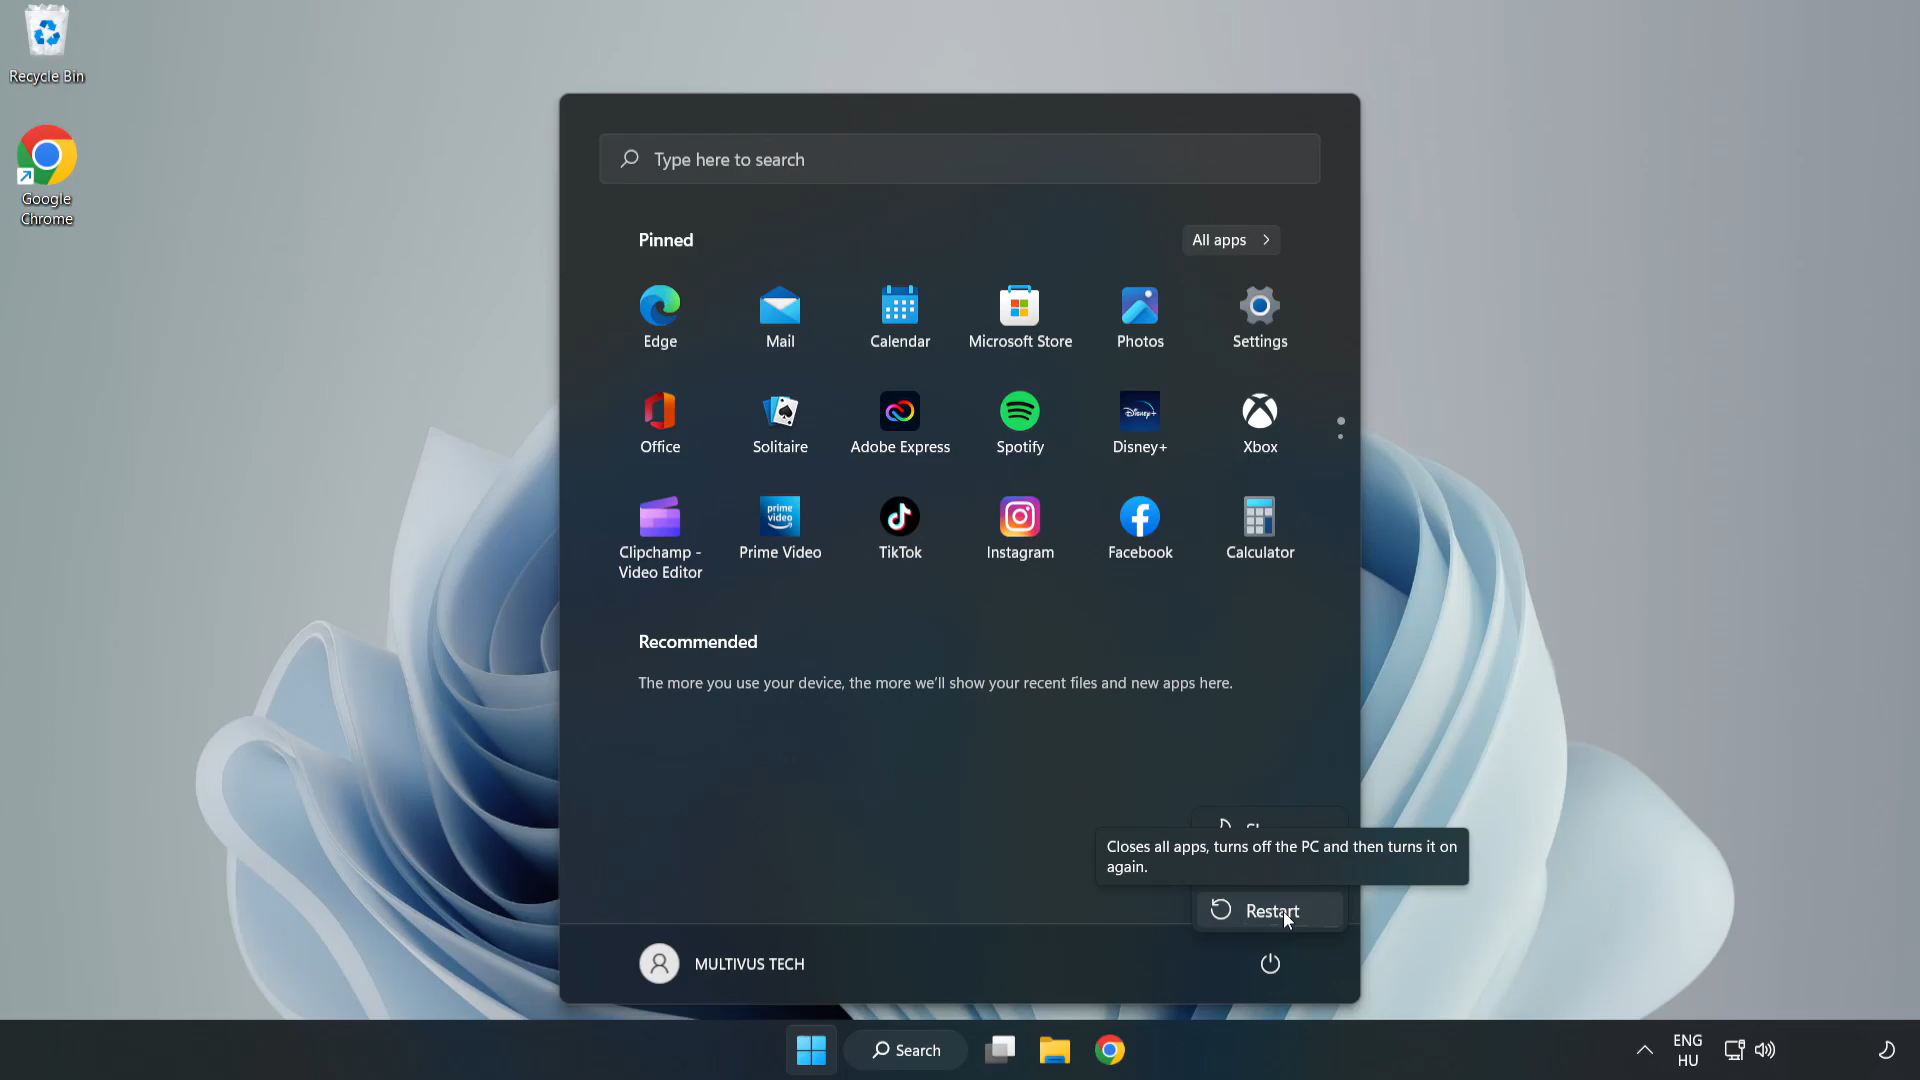 Recycle Bin
Google
Chrome
Type here to search
Pinned
All apps
Edge
Mail
Calendar
Microsoft Store
Photos
Settings
Office
Solitaire
Adobe Express
Spotify
Disney+
Disney+
Xbox
prime
video
Clipchamp -
Video Editor
Prime Video
TikTok
Instagram
Facebook
Calculator
Recommended
The more you use your device, the more we'll show your recent files and new apps here.
Closes all apps, turns off the PC and then turns it on
again.
Restart
MULTIVUS TECH
Search
ENG
HU